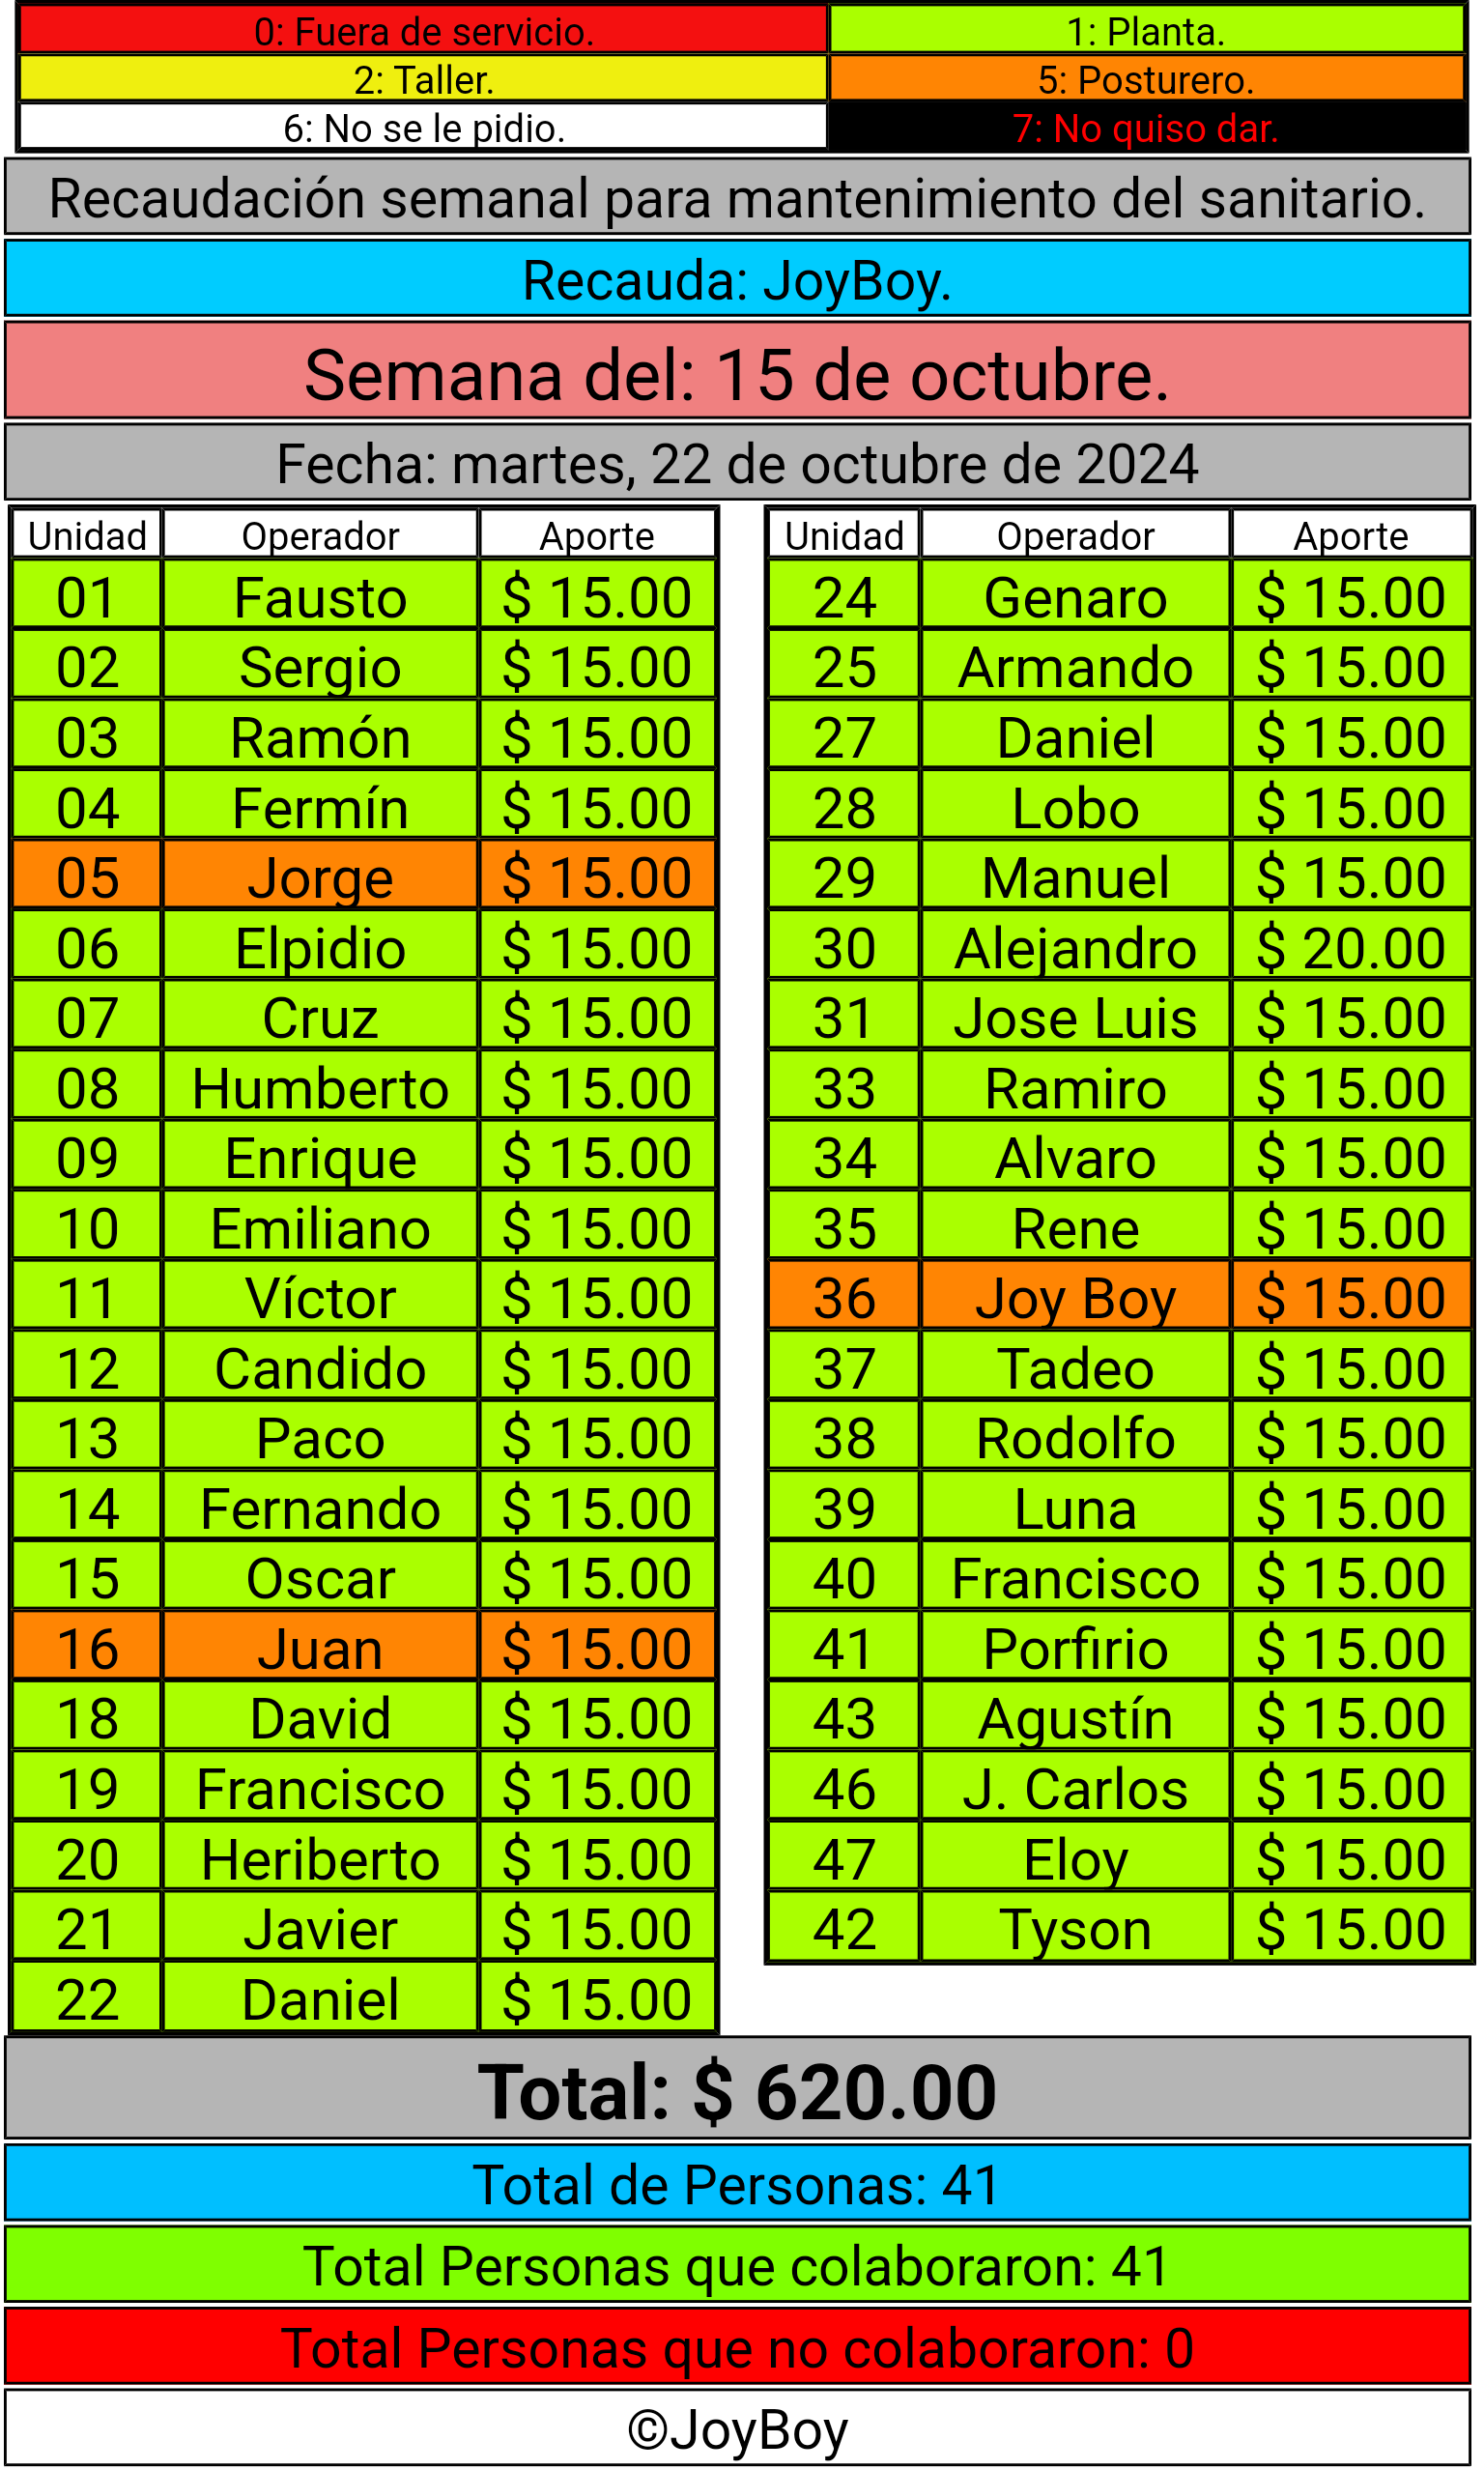 0: Fuera de servicio. 1: Planta.
2: Taller. 5: Posturero.
6: No se le pidio. 7: No quiso dar.
Recaudación semanal para mantenimiento del sanitario.
Recauda: JoyBoy.
Semana del: 15 de octubre.
Fecha: martes, 22 de octubre de 2024
Unidad Operador Aporte
01 Fausto $ 15.00
02 Sergio $ 15.00
03 Ramón $ 15.00
04 Fermín $ 15.00
05 Jorge $ 15.00
06 Elpidio $ 15.00
07 Cruz $ 15.00
08 Humberto $ 15.00
09 Enrique $ 15.00
10 Emiliano $ 15.00
11 Víctor $ 15.00
12 Candido $ 15.00
13 Paco $ 15.00
14 Fernando $ 15.00
15 Oscar $ 15.00
16 Juan $ 15.00
18 David $ 15.00
19 Francisco $ 15.00
20 Heriberto $ 15.00
21 Javier $ 15.00
22 Daniel $ 15.00
Unidad Operador Aporte
24 Genaro $ 15.00
25 Armando $ 15.00
27 Daniel $ 15.00
28 Lobo $ 15.00
29 Manuel $ 15.00
30 Alejandro $ 20.00
31 Jose Luis $ 15.00
33 Ramiro $ 15.00
34 Alvaro $ 15.00
35 Rene $ 15.00
36 Joy Boy $ 15.00
37 Tadeo $ 15.00
38 Rodolfo $ 15.00
39 Luna $ 15.00
40 Francisco $ 15.00
41 Porfirio $ 15.00
43 Agustín $ 15.00
46 J. Carlos $ 15.00
47 Eloy $ 15.00
42 Tyson $ 15.00
Total: $ 620.00
Total de Personas: 41
Total Personas que colaboraron: 41
Total Personas que no colaboraron: 0
©JoyBoy